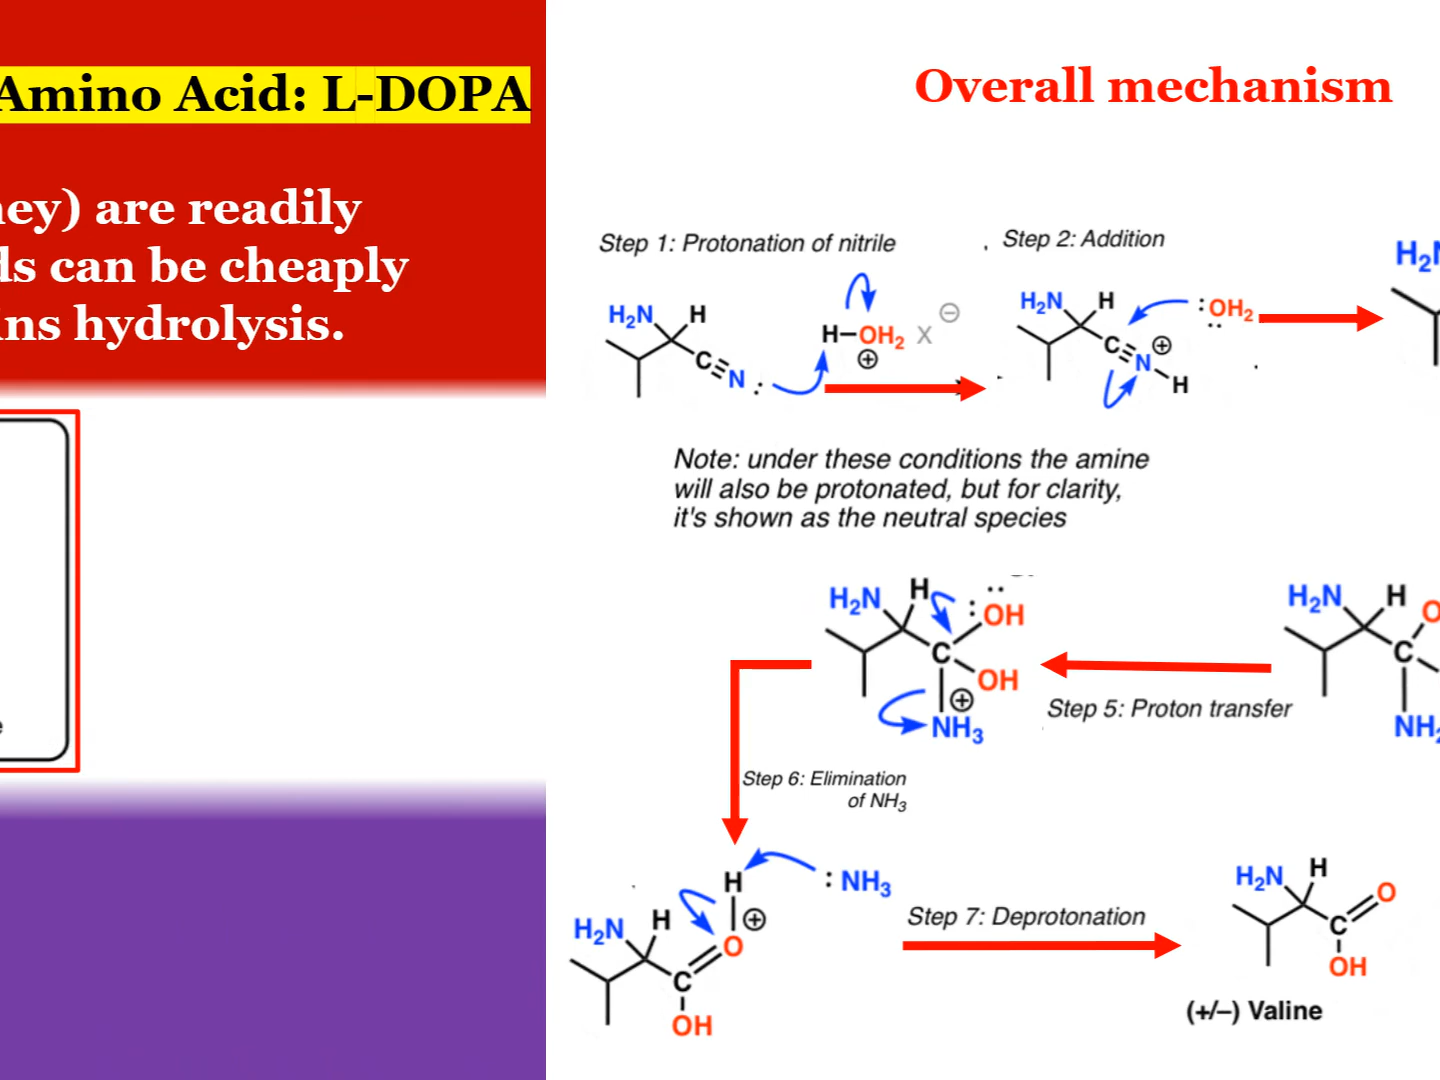 Amino Acid: L-DOPA
ney) are readily
ds can be cheaply
ins hydrolysis.
Overall mechanism
Step 1: Protonation of nitrile
Step 2: Addition
H₂N
H
C
N
:
H–OH₂
⊕
X
⊖
H₂N
H
C
N
⊕
H
:OH₂
H₂N
Note: under these conditions the amine
will also be protonated, but for clarity,
it's shown as the neutral species
H₂N
H
:OH
C
OH
⊕
NH₃
Step 5: Proton transfer
H₂N
H
O
C
NH₂
Step 6: Elimination
of NH₃
H
:NH₃
⊕
H₂N
H
O
C
OH
Step 7: Deprotonation
H₂N
H
O
C
OH
(+/–) Valine